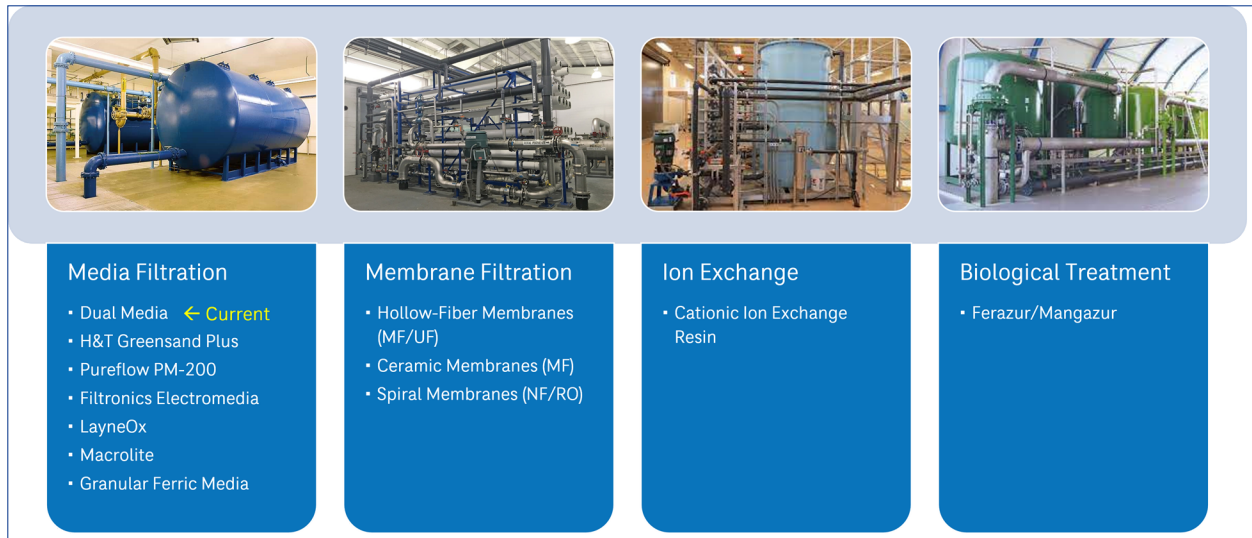 Media Filtration
▪ Dual Media ← Current
▪ H&T Greensand Plus
▪ Pureflow PM-200
▪ Filtronics Electromedia
▪ LayneOx
▪ Macrolite
▪ Granular Ferric Media
Membrane Filtration
▪ Hollow-Fiber Membranes
(MF/UF)
▪ Ceramic Membranes (MF)
▪ Spiral Membranes (NF/RO)
Ion Exchange
▪ Cationic Ion Exchange
Resin
Biological Treatment
▪ Ferazur/Mangazur